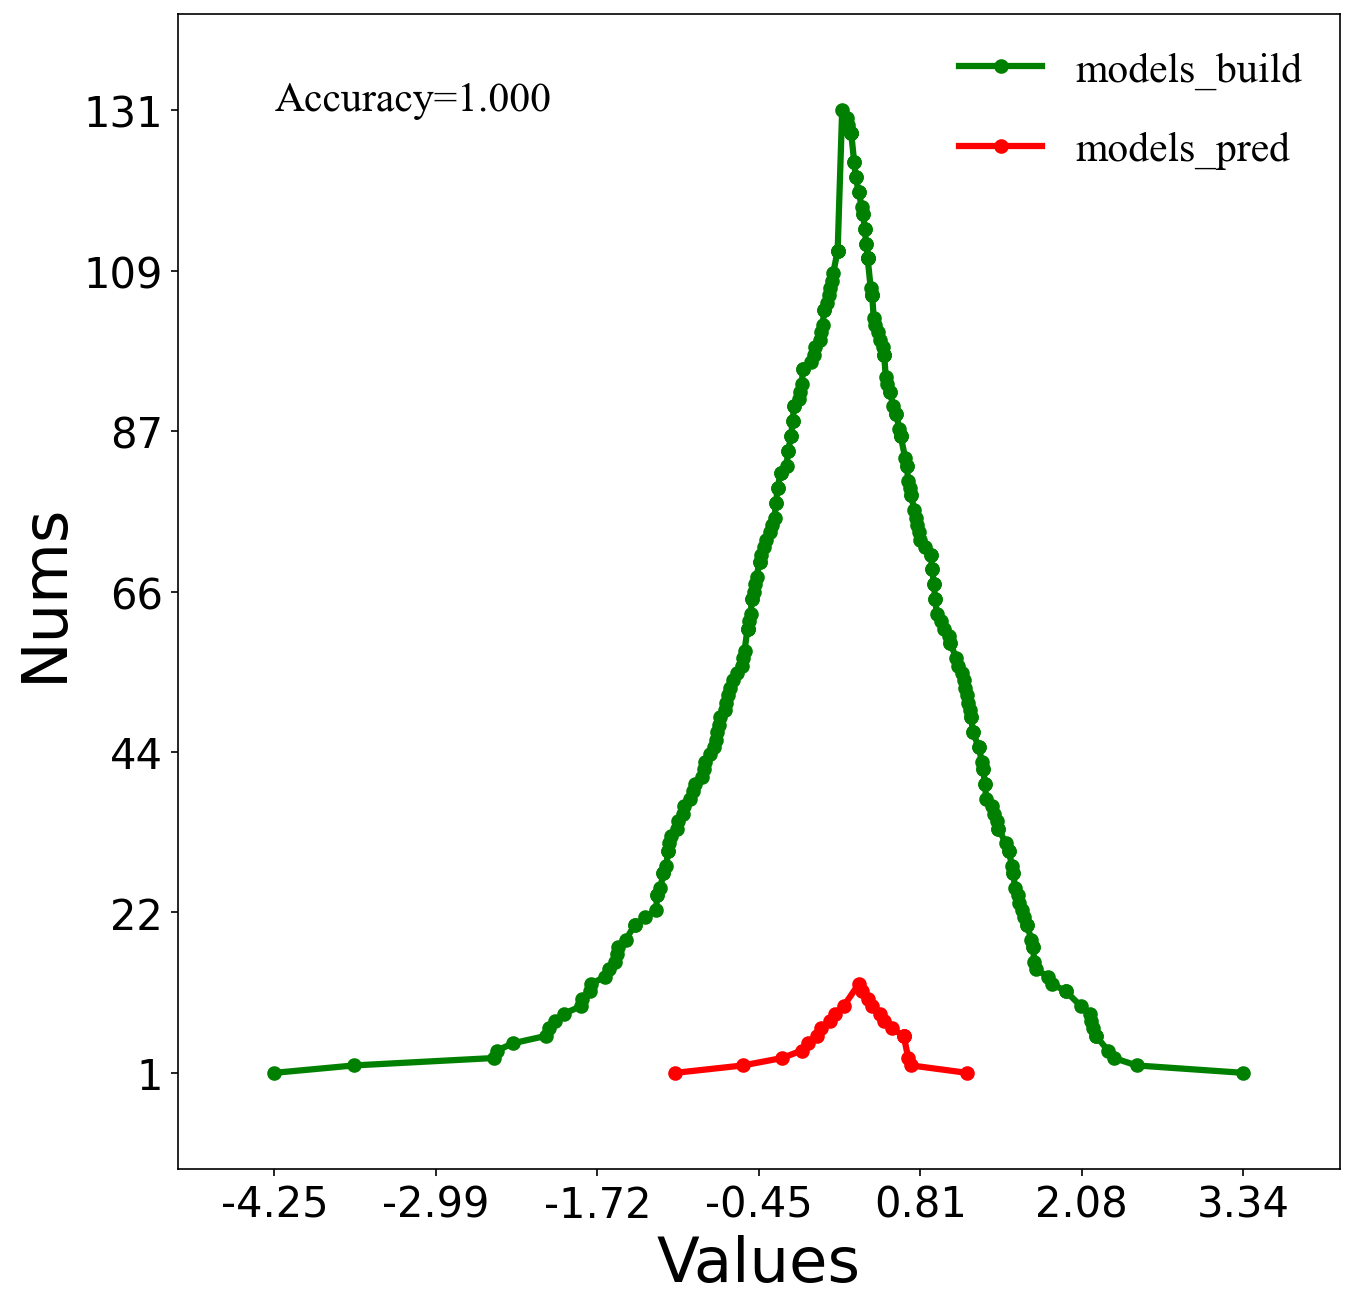 Accuracy=1.000
models_build
models_pred
131
109
87
66
44
22
1
Nums
-4.25 -2.99 -1.72 -0.45 0.81 2.08 3.34
Values